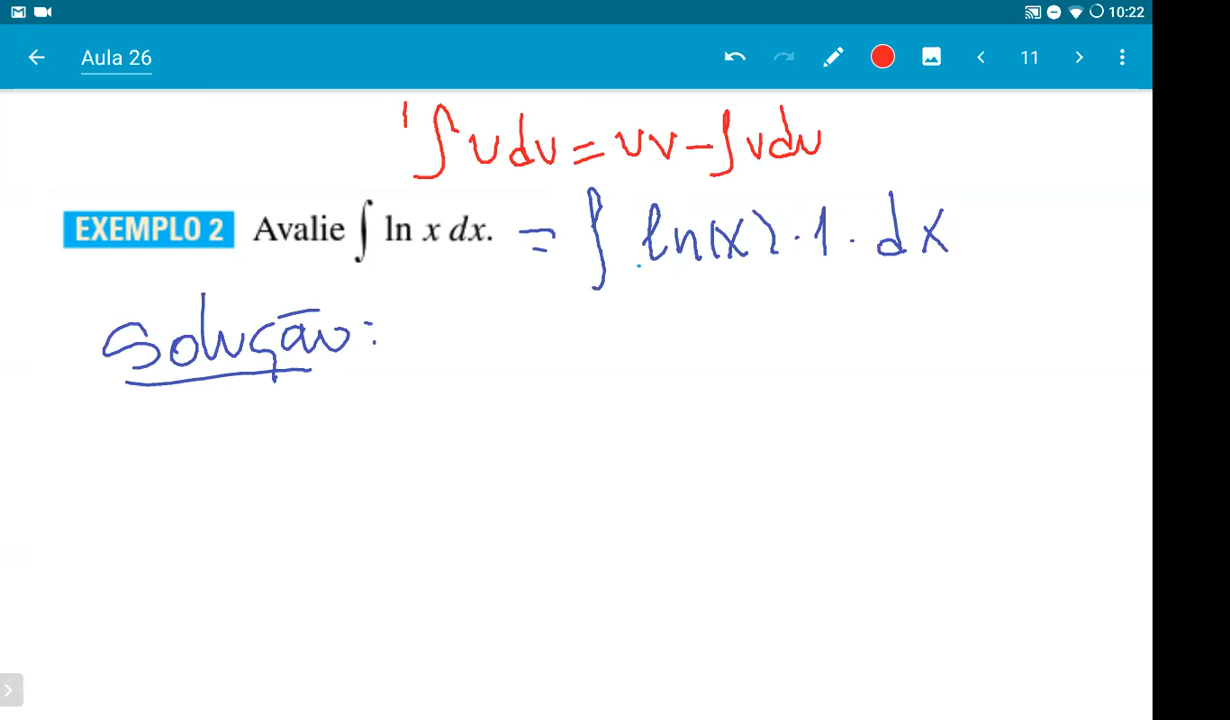 10:22
Aula 26
11
∫ u dv = uv - ∫ v du
EXEMPLO 2 Avalie ∫ ln x dx. = ∫ ln(x) · 1 · dx
Solução: